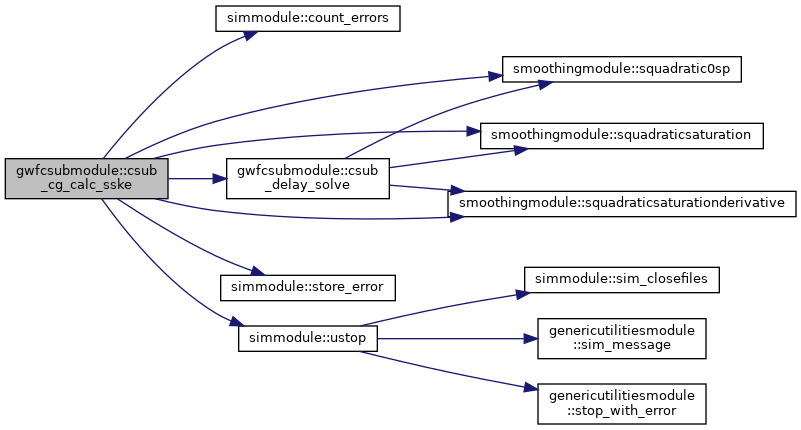 simmodule::count_errors
smoothingmodule::squadratic0sp
smoothingmodule::squadraticsaturation
gwfcsubmodule::csub
_cg_calc_sske
gwfcsubmodule::csub
_delay_solve
smoothingmodule::squadraticsaturationderivative
simmodule::store_error
simmodule::sim_closefiles
simmodule::ustop
genericutilitiesmodule
::sim_message
genericutilitiesmodule
::stop_with_error